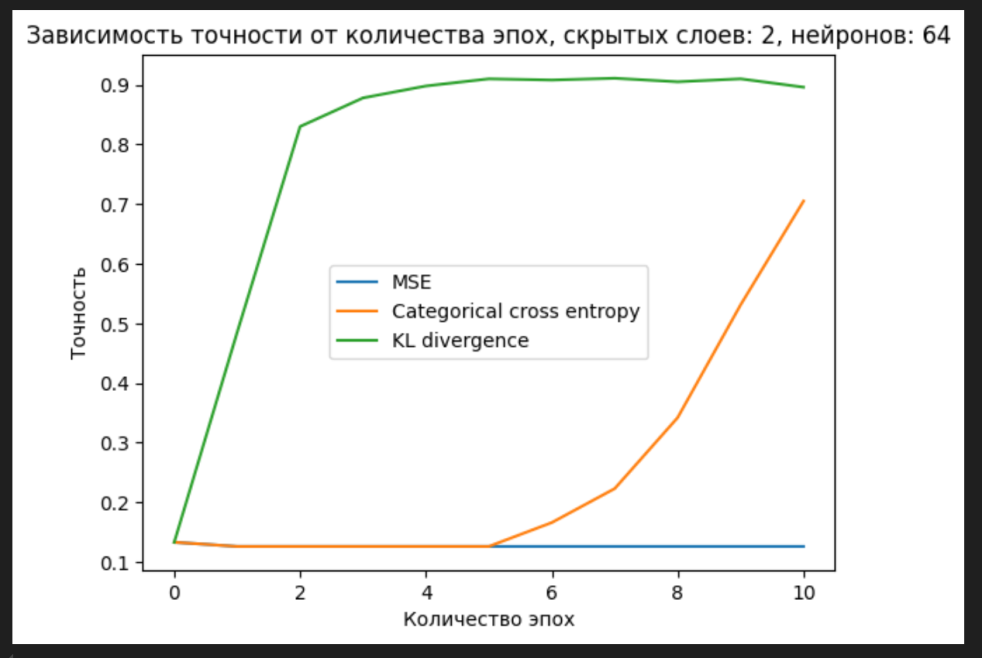 Зависимость точности от количества эпох, скрытых слоев: 2, нейронов: 64
0.9
0.8
0.7
0.6
0.5
0.4
0.3
0.2
0.1
Точность
MSE
Categorical cross entropy
KL divergence
0 2 4 6 8 10
Количество эпох